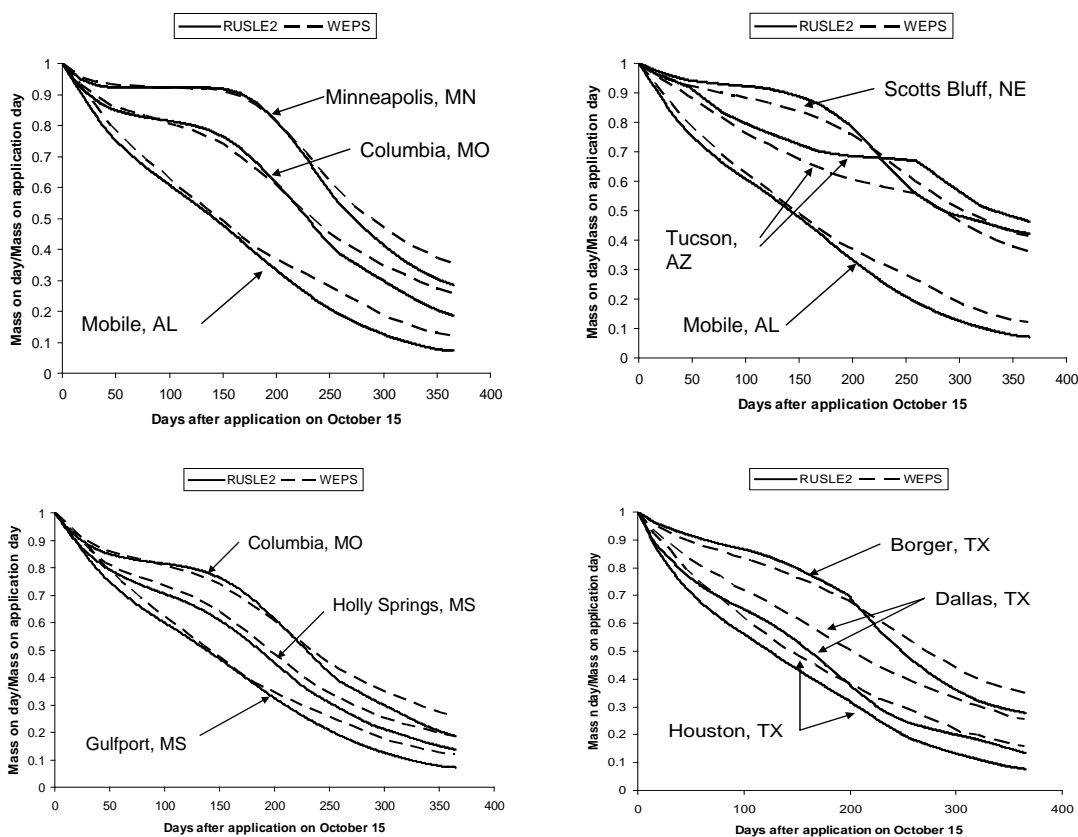 RUSLE2 WEPS
Mass on day/Mass on application day
1
0.9
0.8
0.7
0.6
0.5
0.4
0.3
0.2
0.1
0
Minneapolis, MN
Columbia, MO
Mobile, AL
0 50 100 150 200 250 300 350 400
Days after application on October 15
RUSLE2 WEPS
Mass on day/Mass on application day
1
0.9
0.8
0.7
0.6
0.5
0.4
0.3
0.2
0.1
0
Scotts Bluff, NE
Tucson,
AZ
Mobile, AL
0 50 100 150 200 250 300 350 400
Days after application October 15
RUSLE2 WEPS
Mass on day/Mass on application day
1
0.9
0.8
0.7
0.6
0.5
0.4
0.3
0.2
0.1
0
Columbia, MO
Holly Springs, MS
Gulfport, MS
0 50 100 150 200 250 300 350 400
Days after application on October 15
RUSLE2 WEPS
Mass n day/Mass on application day
1
0.9
0.8
0.7
0.6
0.5
0.4
0.3
0.2
0.1
0
Borger, TX
Dallas, TX
Houston, TX
0 100 200 300 400
Days after application on October 15